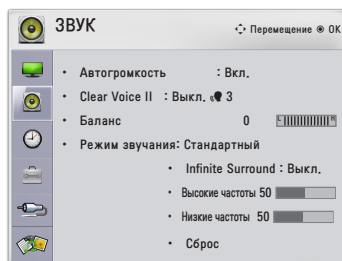 ЗВУК
Перемещение OK
• Автогромкость : Вкл.
• Clear Voice II : Выкл. 3
• Баланс 0 L R
• Режим звучания: Стандартный
• Infinite Surround : Выкл.
• Высокие частоты 50
• Низкие частоты 50
• Сброс